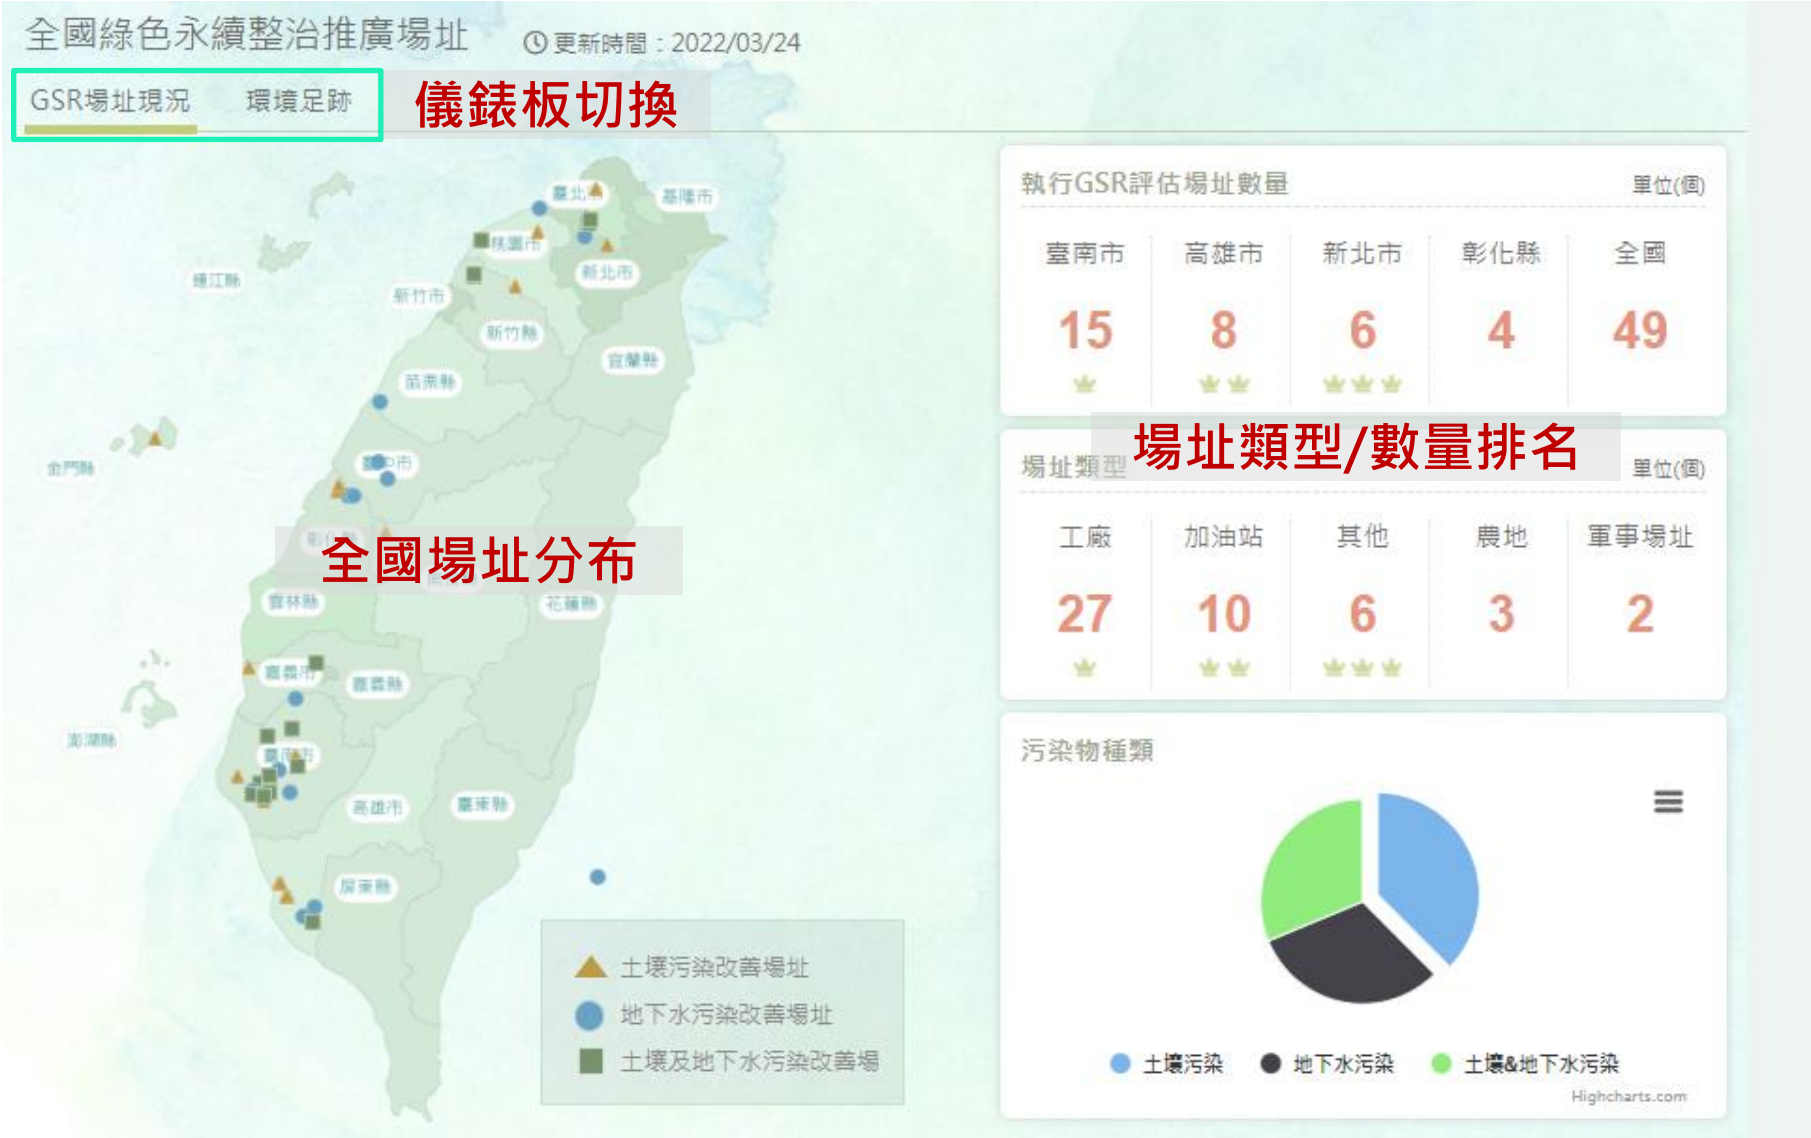 全國綠色永續整治推廣場址
更新時間：2022/03/24
GSR場址現況
環境足跡
儀錶板切換
臺北市
基隆市
桃園市
新北市
連江縣
新竹市
新竹縣
宜蘭縣
苗栗縣
金門縣
全國場址分布
雲林縣
花蓮縣
嘉義市
嘉義縣
澎湖縣
臺南市
高雄市
臺東縣
屏東縣
土壤污染改善場址
地下水污染改善場址
土壤及地下水污染改善場
執行GSR評估場址數量
單位(個)
臺南市 高雄市 新北市 彰化縣 全國
15 8 6 4 49
場址類型
場址類型/數量排名
單位(個)
工廠 加油站 其他 農地 軍事場址
27 10 6 3 2
污染物種類
土壤污染 地下水污染 土壤&地下水污染
Highcharts.com